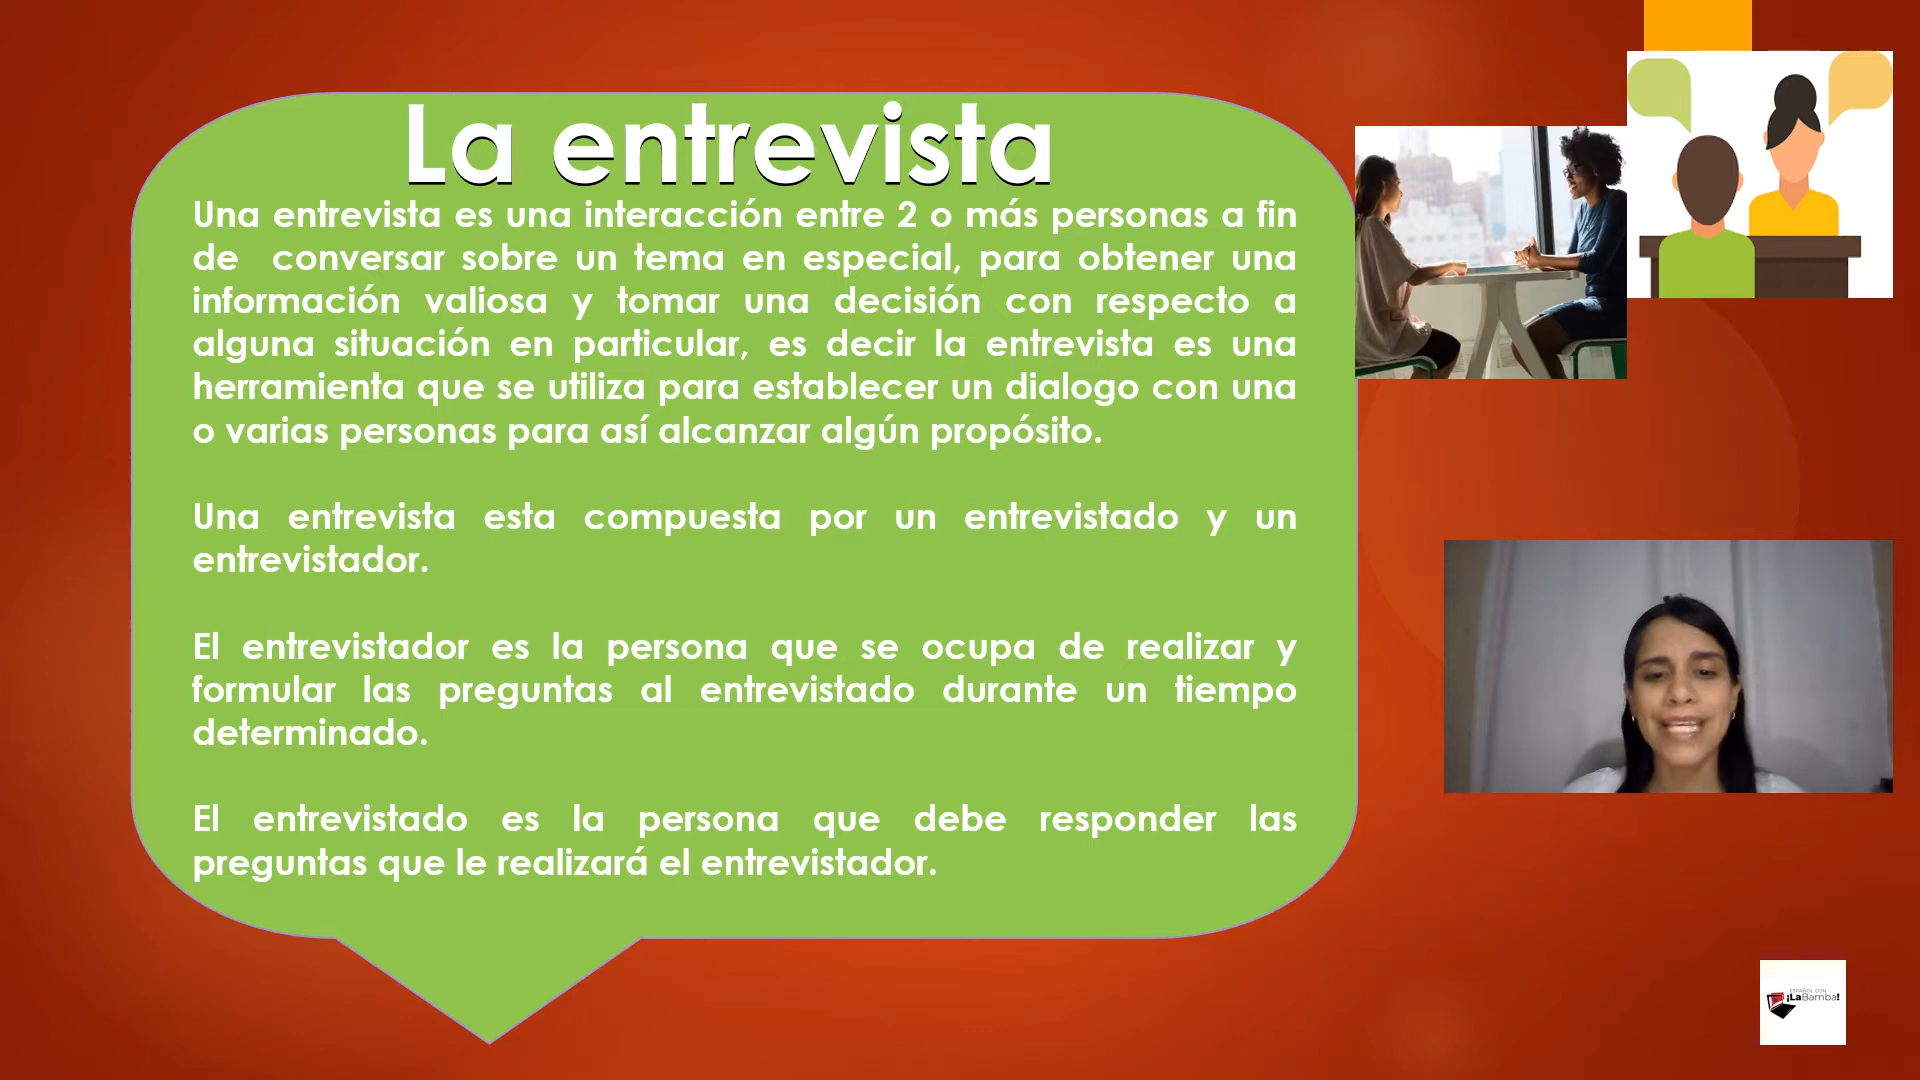 La entrevista
Una entrevista es una interacción entre 2 o más personas a fin
de conversar sobre un tema en especial, para obtener una
información valiosa y tomar una decisión con respecto a
alguna situación en particular, es decir la entrevista es una
herramienta que se utiliza para establecer un dialogo con una
o varias personas para así alcanzar algún propósito.
Una entrevista esta compuesta por un entrevistado y un
entrevistador.
El entrevistador es la persona que se ocupa de realizar y
formular las preguntas al entrevistado durante un tiempo
determinado.
El entrevistado es la persona que debe responder las
preguntas que le realizará el entrevistador.
ESPAÑOL CON
¡LaBamba!